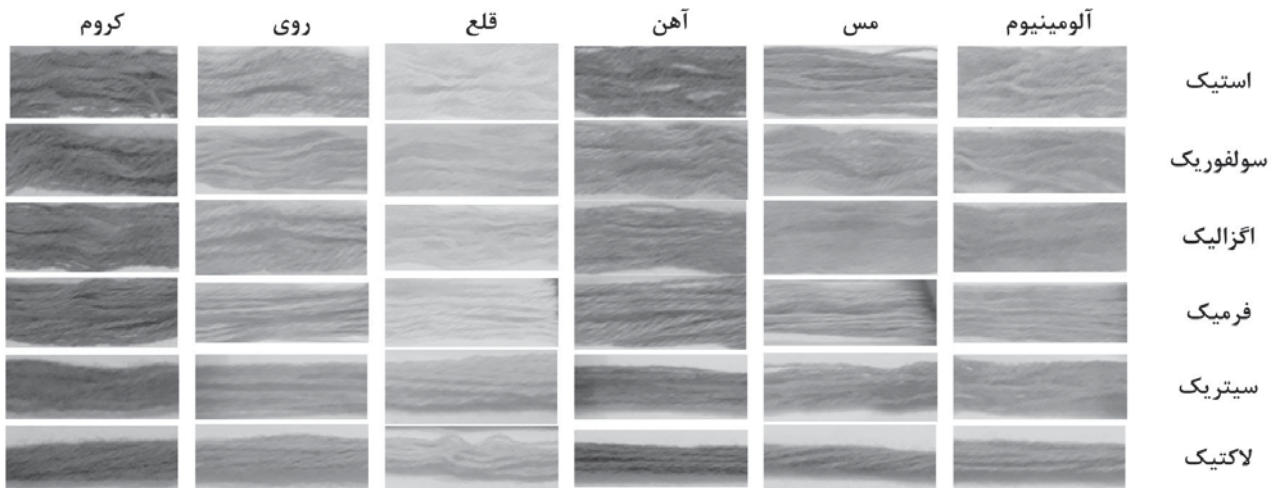 آلومینیوم مس آهن قلع روی کروم
استیک
سولفوریک
اگزالیک
فرمیک
سیتریک
لاکتیک